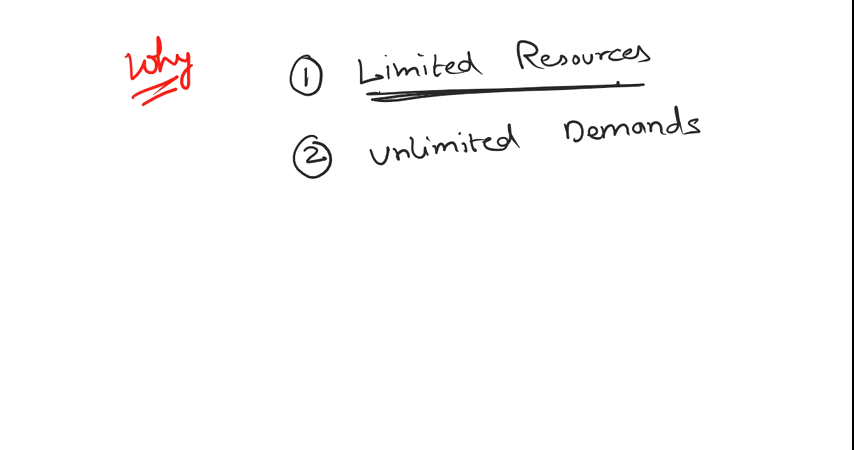 Why
① Limited Resources
② Unlimited Demands